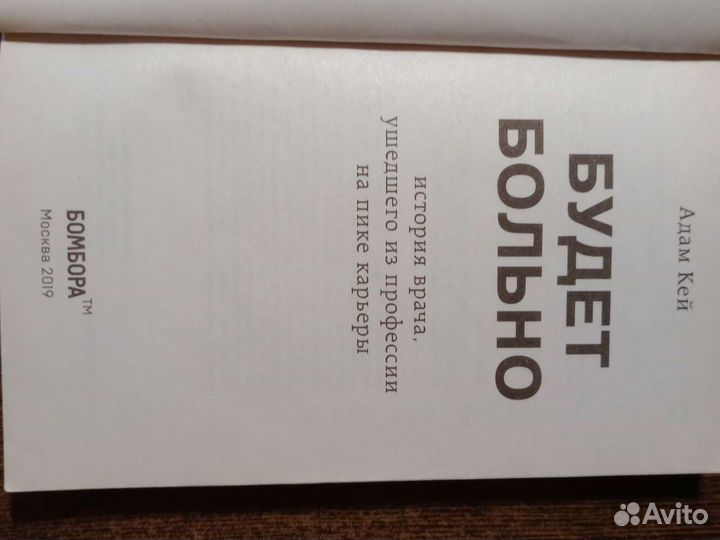 Адам Кей
БУДЕТ
БОЛЬНО
история врача,
ушедшего из профессии
на пике карьеры
БОМБОРА™
Москва 2019
Avito